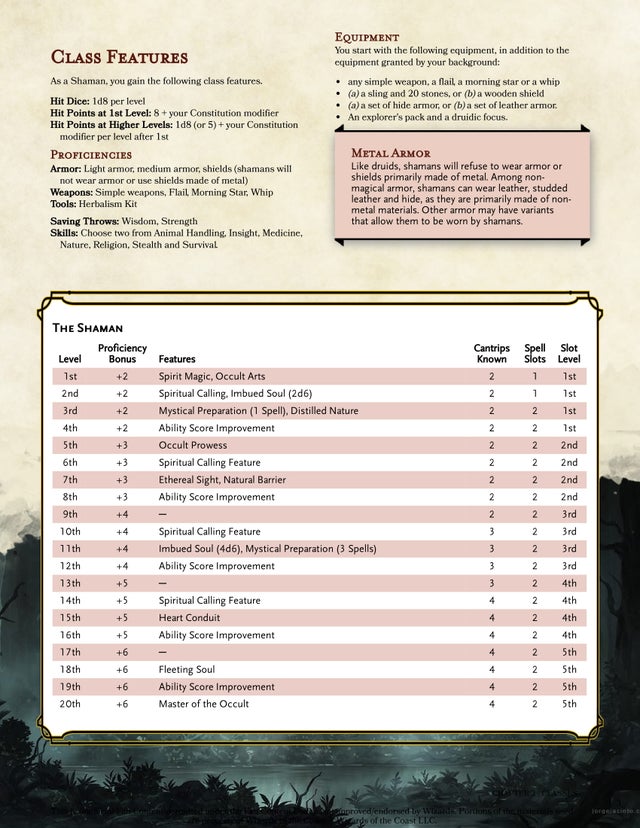 Class Features
As a Shaman, you gain the following class features.
Hit Dice: 1d8 per level
Hit Points at 1st Level: 8 + your Constitution modifier
Hit Points at Higher Levels: 1d8 (or 5) + your Constitution
modifier per level after 1st
Proficiencies
Armor: Light armor, medium armor, shields (shamans will
not wear armor or use shields made of metal)
Weapons: Simple weapons, Flail, Morning Star, Whip
Tools: Herbalism Kit
Saving Throws: Wisdom, Strength
Skills: Choose two from Animal Handling, Insight, Medicine,
Nature, Religion, Stealth and Survival.
Equipment
You start with the following equipment, in addition to the
equipment granted by your background:
• any simple weapon, a flail, a morning star or a whip
• (a) a sling and 20 stones, or (b) a wooden shield
• (a) a set of hide armor, or (b) a set of leather armor.
• An explorer's pack and a druidic focus.
Metal Armor
Like druids, shamans will refuse to wear armor or
shields primarily made of metal. Among non-
magical armor, shamans can wear leather, studded
leather and hide, as they are primarily made of non-
metal materials. Other armor may have variants
that allow them to be worn by shamans.
The Shaman
Level Proficiency Bonus Features Cantrips Known Spell Slots Slot Level
1st +2 Spirit Magic, Occult Arts 2 1 1st
2nd +2 Spiritual Calling, Imbued Soul (2d6) 2 1 1st
3rd +2 Mystical Preparation (1 Spell), Distilled Nature 2 2 1st
4th +2 Ability Score Improvement 2 2 1st
5th +3 Occult Prowess 2 2 2nd
6th +3 Spiritual Calling Feature 2 2 2nd
7th +3 Ethereal Sight, Natural Barrier 2 2 2nd
8th +3 Ability Score Improvement 2 2 2nd
9th +4 — 2 2 3rd
10th +4 Spiritual Calling Feature 3 2 3rd
11th +4 Imbued Soul (4d6), Mystical Preparation (3 Spells) 3 2 3rd
12th +4 Ability Score Improvement 3 2 3rd
13th +5 — 3 2 4th
14th +5 Spiritual Calling Feature 4 2 4th
15th +5 Heart Conduit 4 2 4th
16th +5 Ability Score Improvement 4 2 4th
17th +6 — 4 2 5th
18th +6 Fleeting Soul 4 2 5th
19th +6 Ability Score Improvement 4 2 5th
20th +6 Master of the Occult 4 2 5th
approved/endorsed by Wizards. Portions of the materials used
Wizards of the Coast LLC.